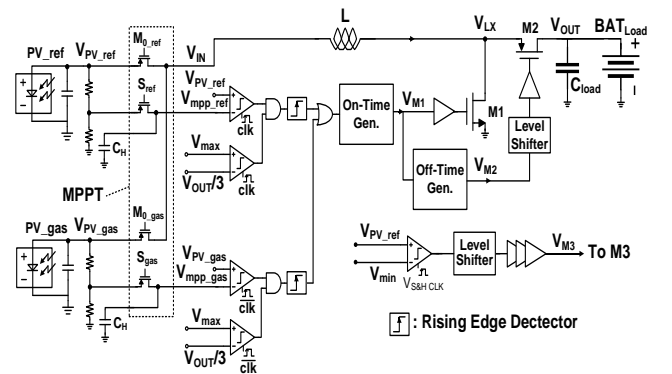 L
V_LX
M2
V_OUT
BAT_Load
+
C_load
PV_ref
V_PV_ref
M_0_ref
V_IN
S_ref
V_PV_ref
V_mpp_ref
clk
C_H
V_max
V_OUT/3
clk
MPPT
On-Time
Gen.
V_M1
M1
Off-Time
Gen.
V_M2
Level
Shifter
PV_gas
V_PV_gas
M_0_gas
S_gas
V_PV_gas
V_mpp_gas
clk
C_H
V_max
V_OUT/3
clk
V_PV_ref
V_min
V_S&H CLK
Level
Shifter
V_M3
To M3
: Rising Edge Dectector